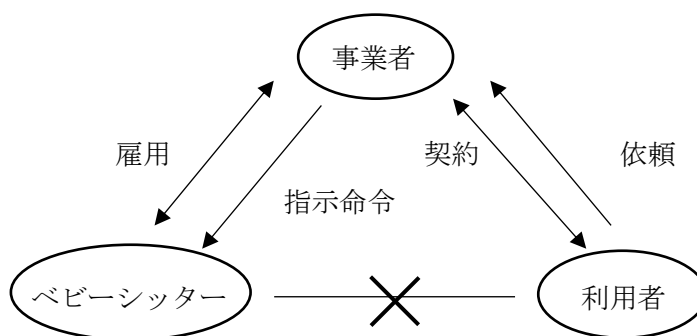 事業者
雇用
契約
依頼
指示命令
ベビーシッター
利用者